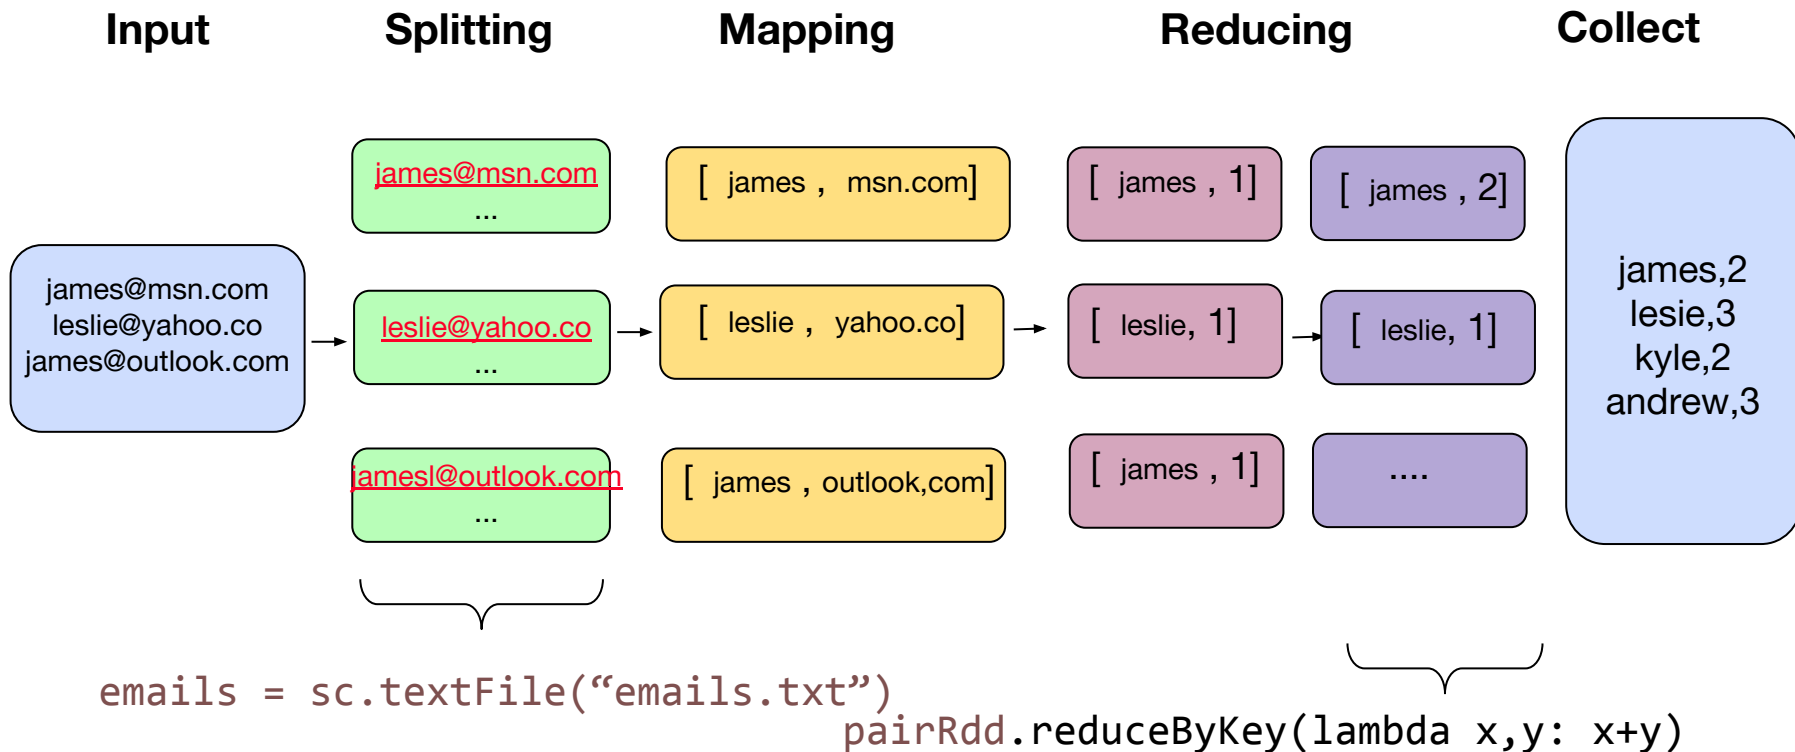 Input
Splitting
Mapping
Reducing
Collect
james@msn.com
leslie@yahoo.co
james@outlook.com
james@msn.com
...
leslie@yahoo.co
...
jamesl@outlook.com
...
[ james , msn.com]
[ leslie , yahoo.co]
[ james , outlook,com]
[ james , 1]
[ leslie, 1]
[ james , 1]
[ james , 2]
[ leslie, 1]
....
james,2
lesie,3
kyle,2
andrew,3
emails = sc.textFile(“emails.txt”)
pairRdd.reduceByKey(lambda x,y: x+y)